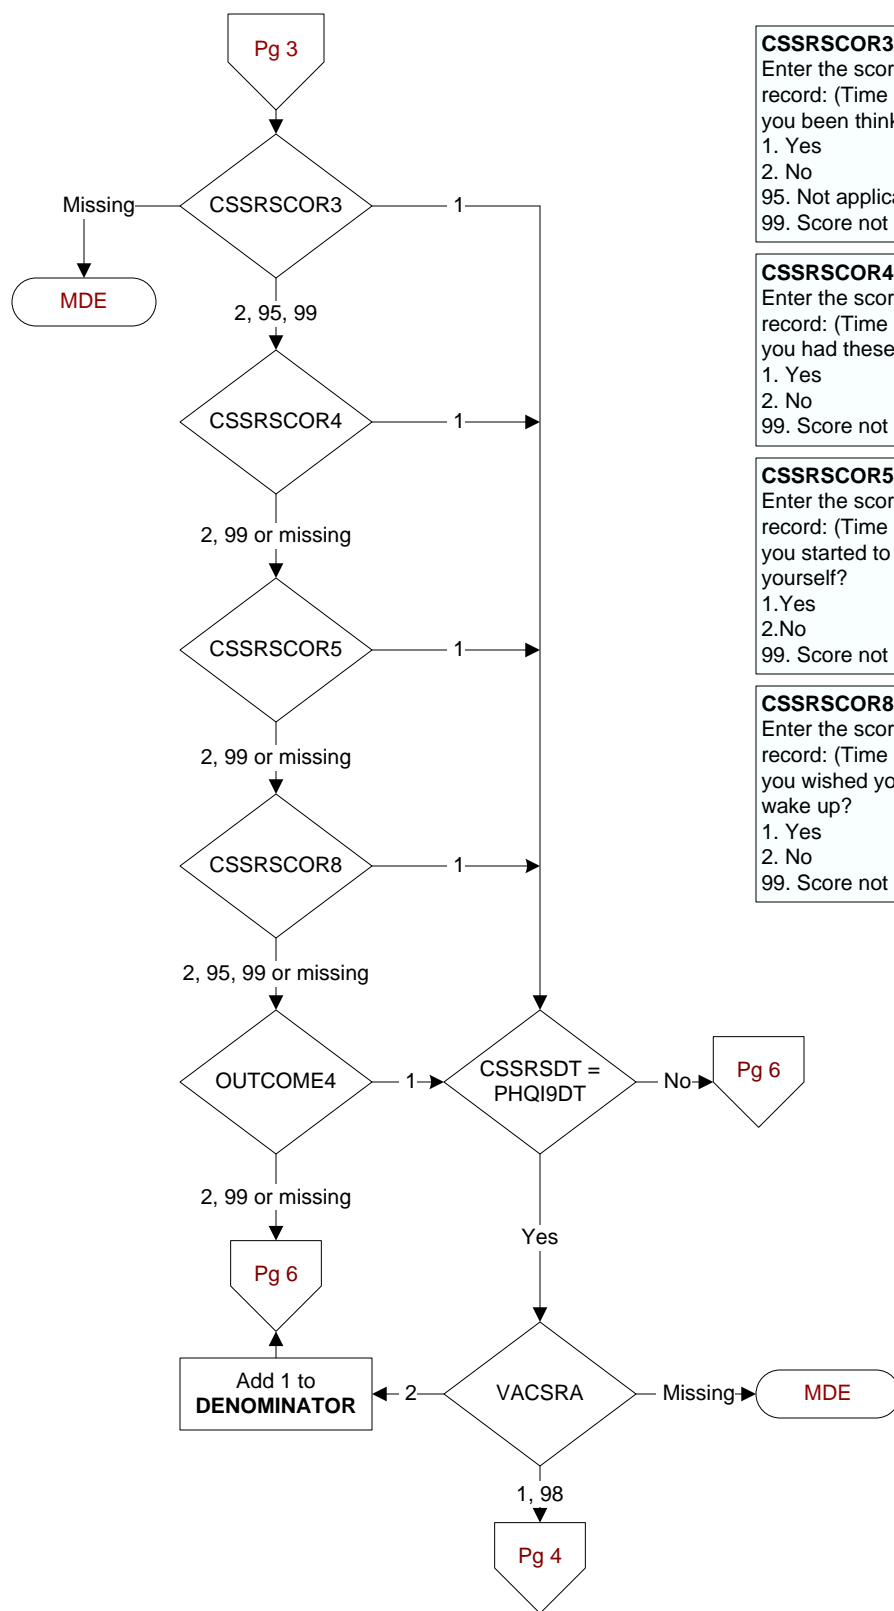 Pg 3
CSSRSCOR3
Missing
1
MDE
2, 95, 99
CSSRSCOR4
1
2, 99 or missing
CSSRSCOR5
1
2, 99 or missing
CSSRSCOR8
1
2, 95, 99 or missing
OUTCOME4
1
CSSRSDT =
PHQI9DT
No
Pg 6
2, 99 or missing
Pg 6
Yes
Add 1 to
DENOMINATOR
2
VACSRA
Missing
MDE
1, 98
Pg 4
CSSRSCOR3
Enter the scor
record: (Time
you been think
1. Yes
2. No
95. Not applica
99. Score not
CSSRSCOR4
Enter the scor
record: (Time
you had these
1. Yes
2. No
99. Score not
CSSRSCOR5
Enter the scor
record: (Time
you started to
yourself?
1.Yes
2.No
99. Score not
CSSRSCOR8
Enter the scor
record: (Time
you wished yo
wake up?
1. Yes
2. No
99. Score not